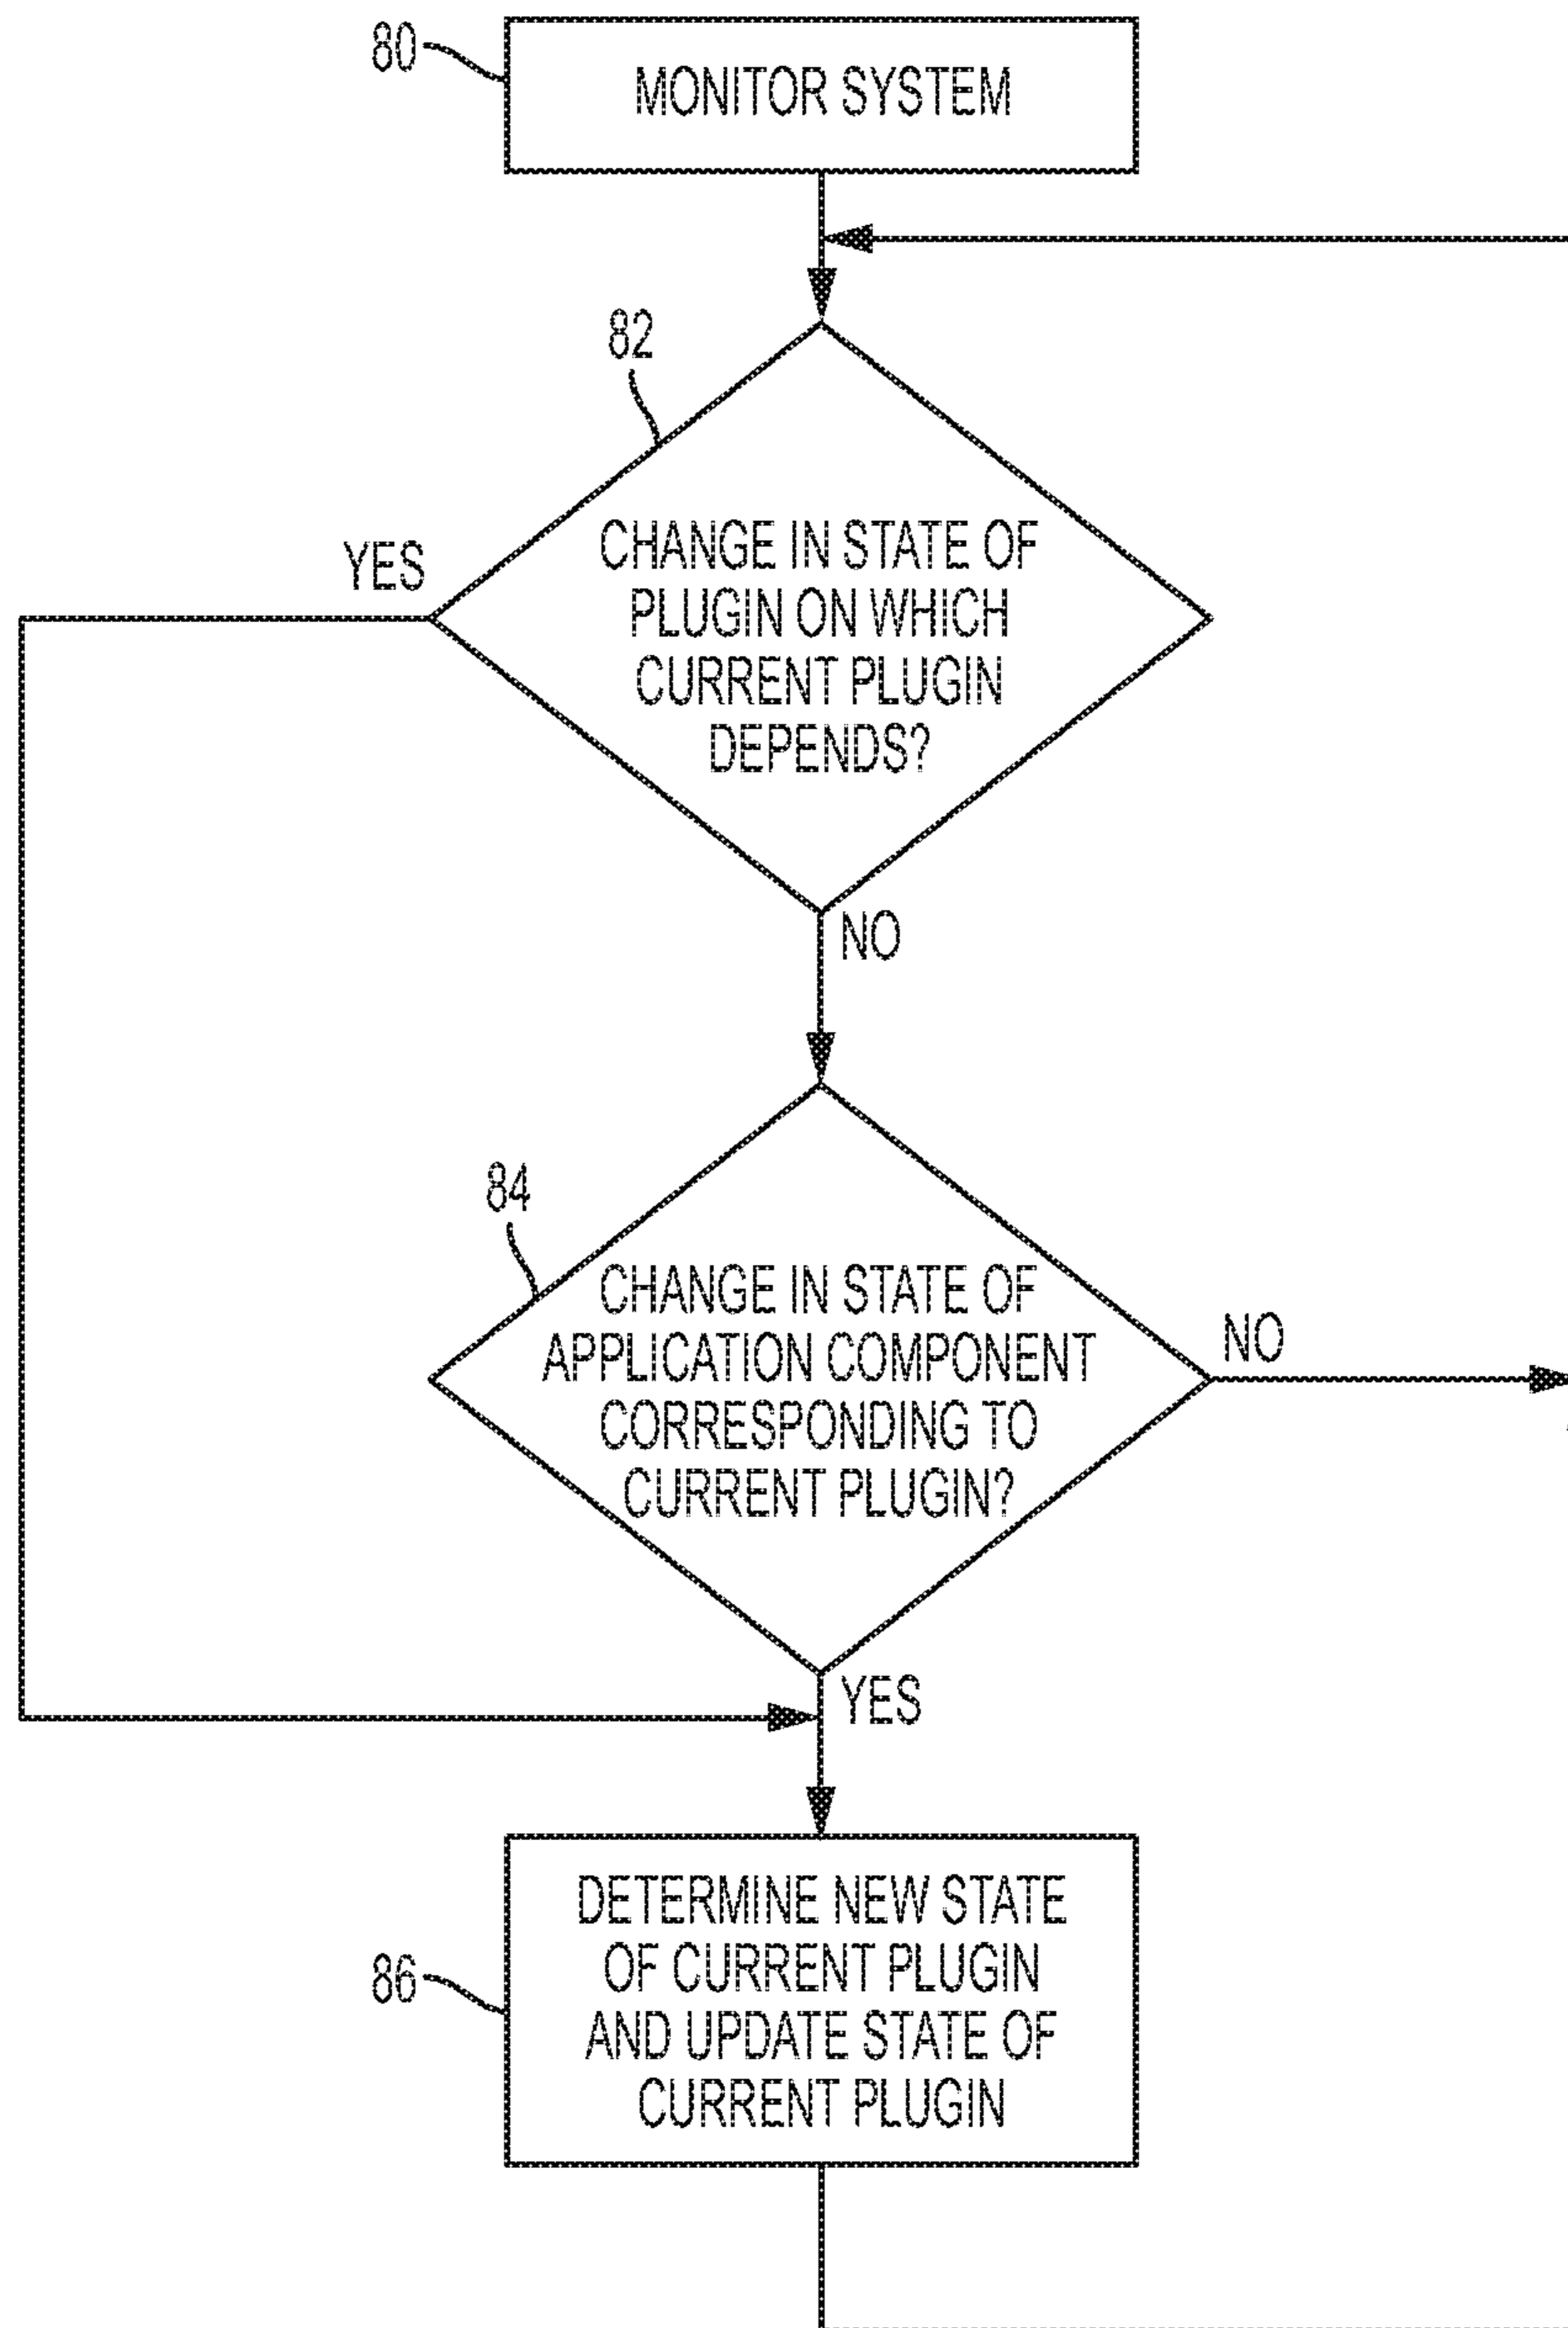 80
MONITOR SYSTEM
82
YES
CHANGE IN STATE OF
PLUGIN ON WHICH
CURRENT PLUGIN
DEPENDS?
NO
84
CHANGE IN STATE OF
APPLICATION COMPONENT
CORRESPONDING TO
CURRENT PLUGIN?
NO
YES
86
DETERMINE NEW STATE
OF CURRENT PLUGIN
AND UPDATE STATE OF
CURRENT PLUGIN